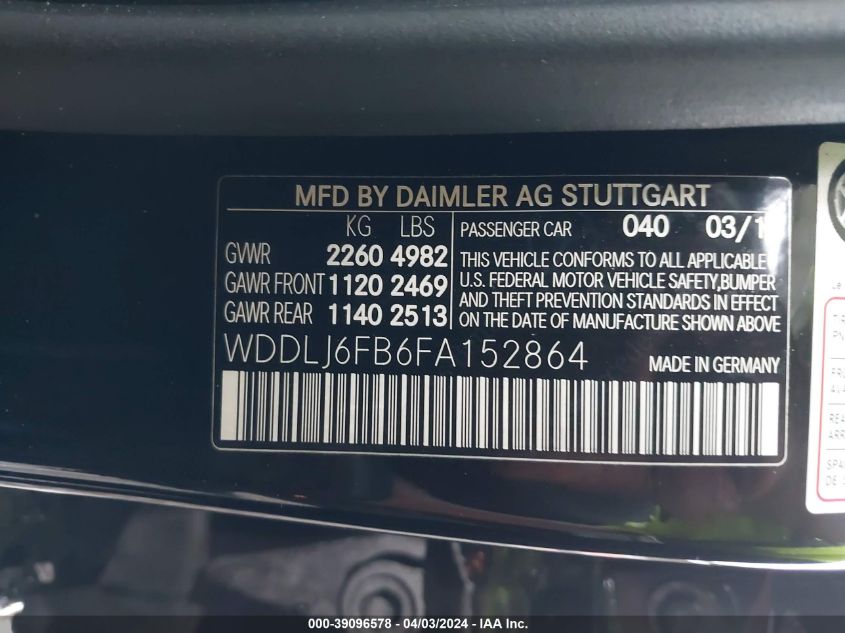 MFD BY DAIMLER AG STUTTGART
KG LBS
GVWR 2260 4982
GAWR FRONT 1120 2469
GAWR REAR 1140 2513
PASSENGER CAR 040 03/1
THIS VEHICLE CONFORMS TO ALL APPLICABLE
U.S. FEDERAL MOTOR VEHICLE SAFETY,BUMPER
AND THEFT PREVENTION STANDARDS IN EFFECT
ON THE DATE OF MANUFACTURE SHOWN ABOVE
WDDLJ6FB6FA152864 MADE IN GERMANY
000-39096578 - 04/03/2024 - IAA Inc.